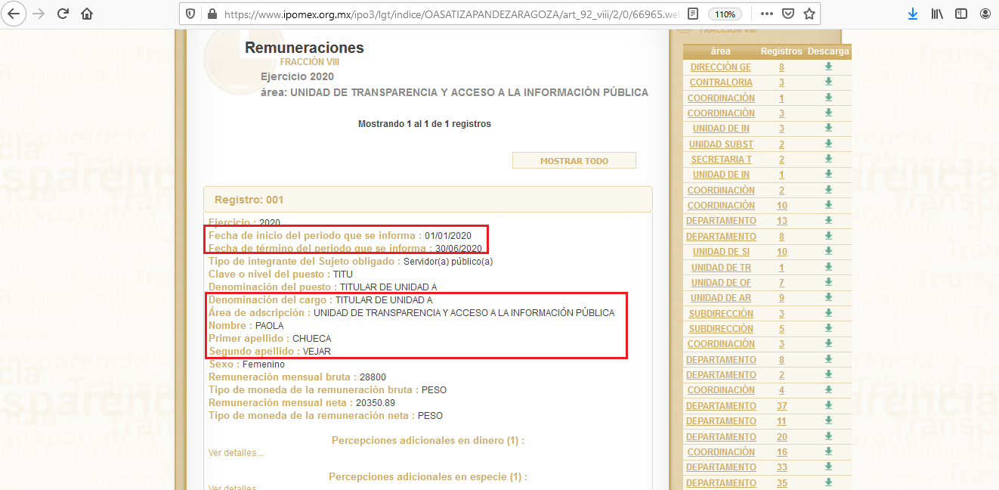 https://www.ipomex.org.mx/ipo3/lgt/indice/OASATIZAPANDEZARAGOZA/art_92_viii/2/0/66965.we
110%
Remuneraciones
FRACCIÓN VIII
Ejercicio 2020
área: UNIDAD DE TRANSPARENCIA Y ACCESO A LA INFORMACIÓN PÚBLICA
Mostrando 1 al 1 de 1 registros
MOSTRAR TODO
Registro: 001
Ejercicio : 2020
Fecha de inicio del periodo que se informa : 01/01/2020
Fecha de término del periodo que se informa : 30/06/2020
Tipo de integrante del Sujeto obligado : Servidor(a) público(a)
Clave o nivel del puesto : TITU
Denominación del puesto : TITULAR DE UNIDAD A
Denominación del cargo : TITULAR DE UNIDAD A
Área de adscripción : UNIDAD DE TRANSPARENCIA Y ACCESO A LA INFORMACIÓN PÚBLICA
Nombre : PAOLA
Primer apellido : CHUECA
Segundo apellido : VEJAR
Sexo : Femenino
Remuneración mensual bruta : 28800
Tipo de moneda de la remuneración bruta : PESO
Remuneración mensual neta : 20350.89
Tipo de moneda de la remuneración neta : PESO
Percepciones adicionales en dinero (1) :
Ver detalles...
Percepciones adicionales en especie (1) :
Ver detalles...
FRACCIÓN VIII
área Registros Descarga
DIRECCIÓN GE 8
CONTRALORIA 3
COORDINACIÓN 1
COORDINACIÓN 3
UNIDAD DE IN 3
UNIDAD SUBST 2
SECRETARIA T 2
UNIDAD DE IN 1
COORDINACIÓN 2
COORDINACIÓN 10
DEPARTAMENTO 13
DEPARTAMENTO 8
UNIDAD DE SI 10
UNIDAD DE TR 1
UNIDAD DE OF 7
UNIDAD DE AR 9
SUBDIRECCIÓN 3
SUBDIRECCIÓN 5
COORDINACIÓN 3
DEPARTAMENTO 8
DEPARTAMENTO 2
COORDINACIÓN 4
DEPARTAMENTO 37
DEPARTAMENTO 11
DEPARTAMENTO 20
COORDINACIÓN 16
DEPARTAMENTO 33
DEPARTAMENTO 35